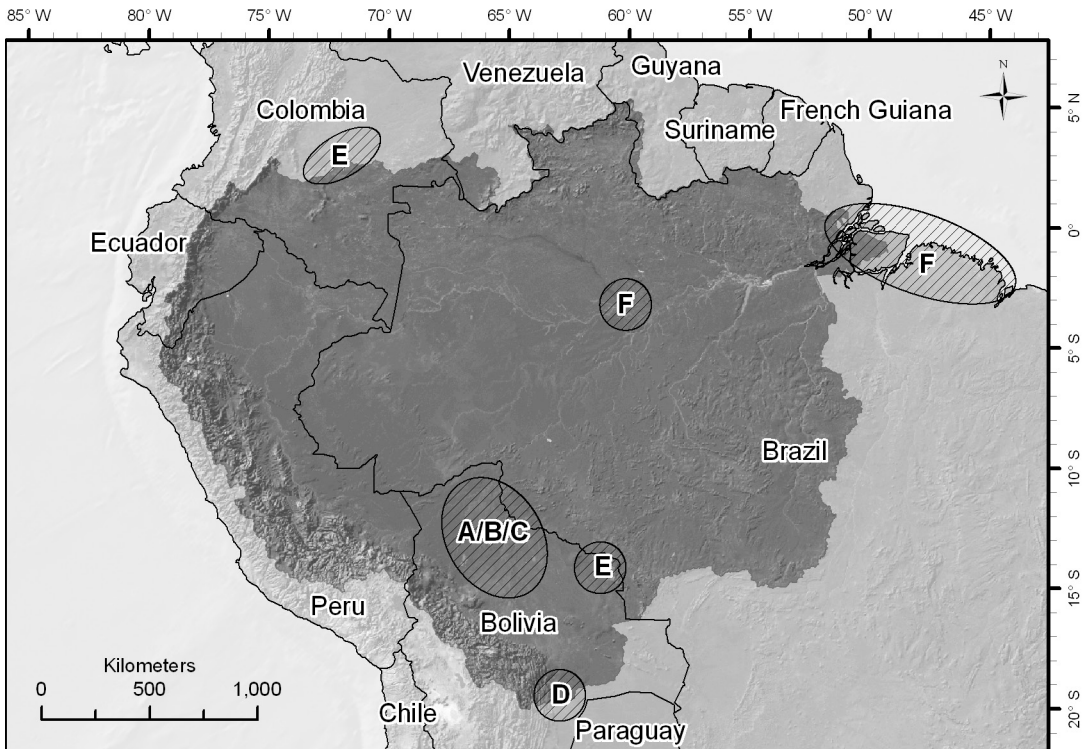 85° W 80° W 75° W 70° W 65° W 60° W 55° W 50° W 45° W
N
Venezuela
Guyana
Colombia
French Guiana
Suriname
5° N
E
Ecuador
0°
F
F
5° S
Brazil
10° S
A/B/C
E
Peru
Bolivia
15° S
Kilometers
0 500 1,000
D
Chile
Paraguay
20° S